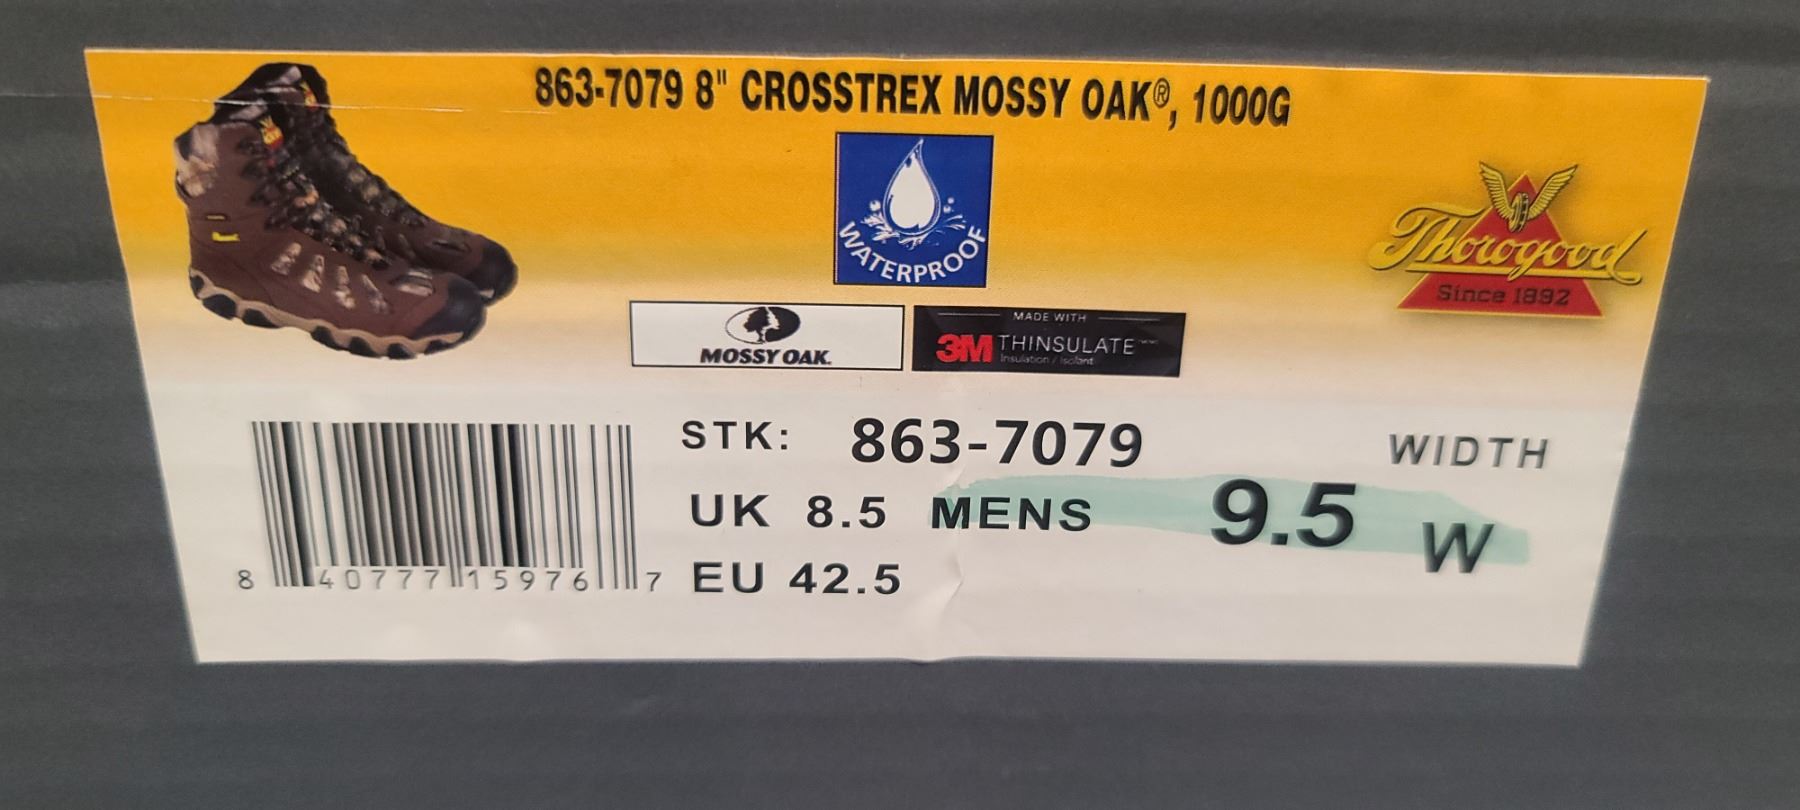 863-7079 8" CROSSTREX MOSSY OAK®, 1000G
WATERPROOF
Thorogood
Since 1892
MOSSY OAK.
MADE WITH
3M THINSULATE™
Insulation / Isolant
STK: 863-7079
WIDTH
UK 8.5 MENS 9.5 W
EU 42.5
8 40777 15976 7